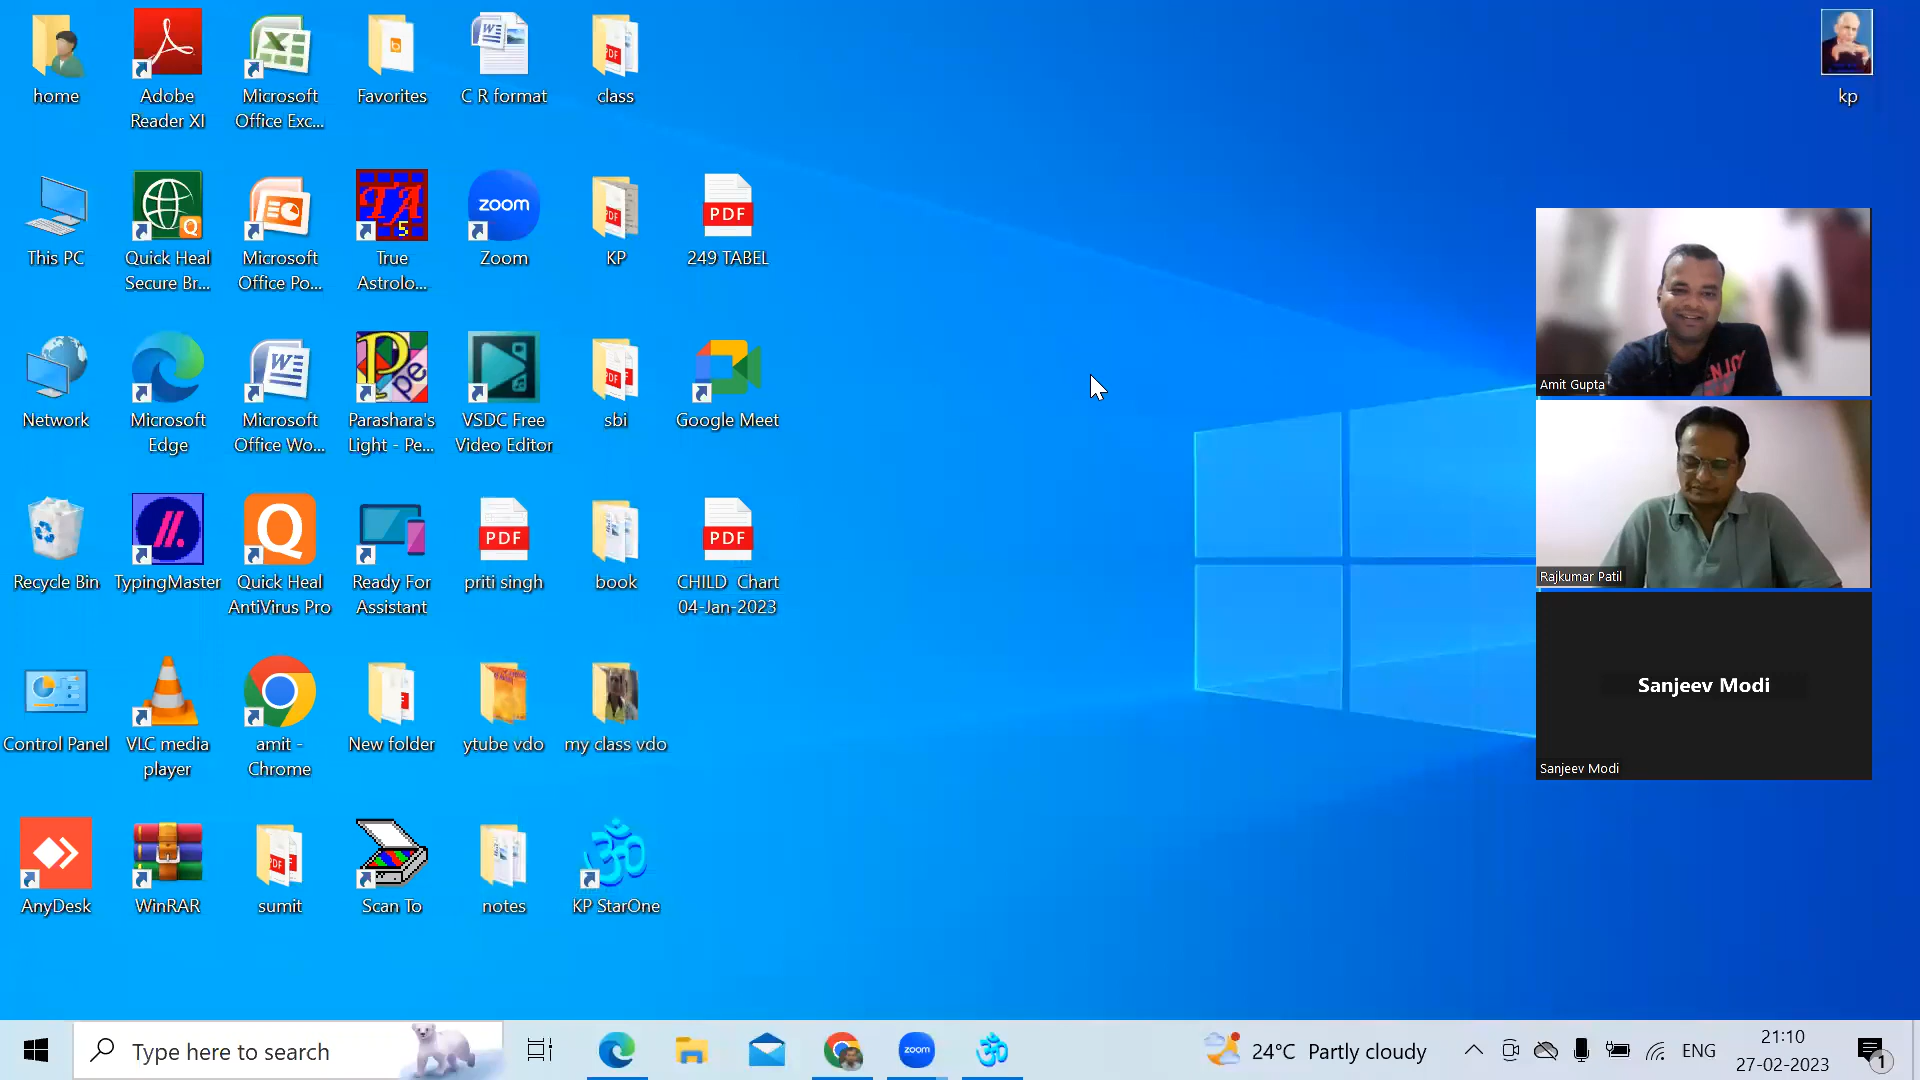 home
Adobe
Reader XI
Microsoft
Office Exc...
Favorites
C R format
class
kp
This PC
Quick Heal
Secure Br...
Microsoft
Office Po...
True
Astrolo...
zoom
Zoom
KP
PDF
249 TABEL
Network
Microsoft
Edge
Microsoft
Office Wo...
Parashara's
Light - Pe...
VSDC Free
Video Editor
sbi
Google Meet
Recycle Bin
TypingMaster
Quick Heal
AntiVirus Pro
Ready For
Assistant
PDF
priti singh
book
PDF
CHILD Chart
04-Jan-2023
Control Panel
VLC media
player
amit -
Chrome
New folder
ytube vdo
my class vdo
AnyDesk
WinRAR
sumit
Scan To
notes
KP StarOne
Amit Gupta
Rajkumar Patil
Sanjeev Modi
Sanjeev Modi
Type here to search
zoom
24°C Partly cloudy
ENG
21:10
27-02-2023
1